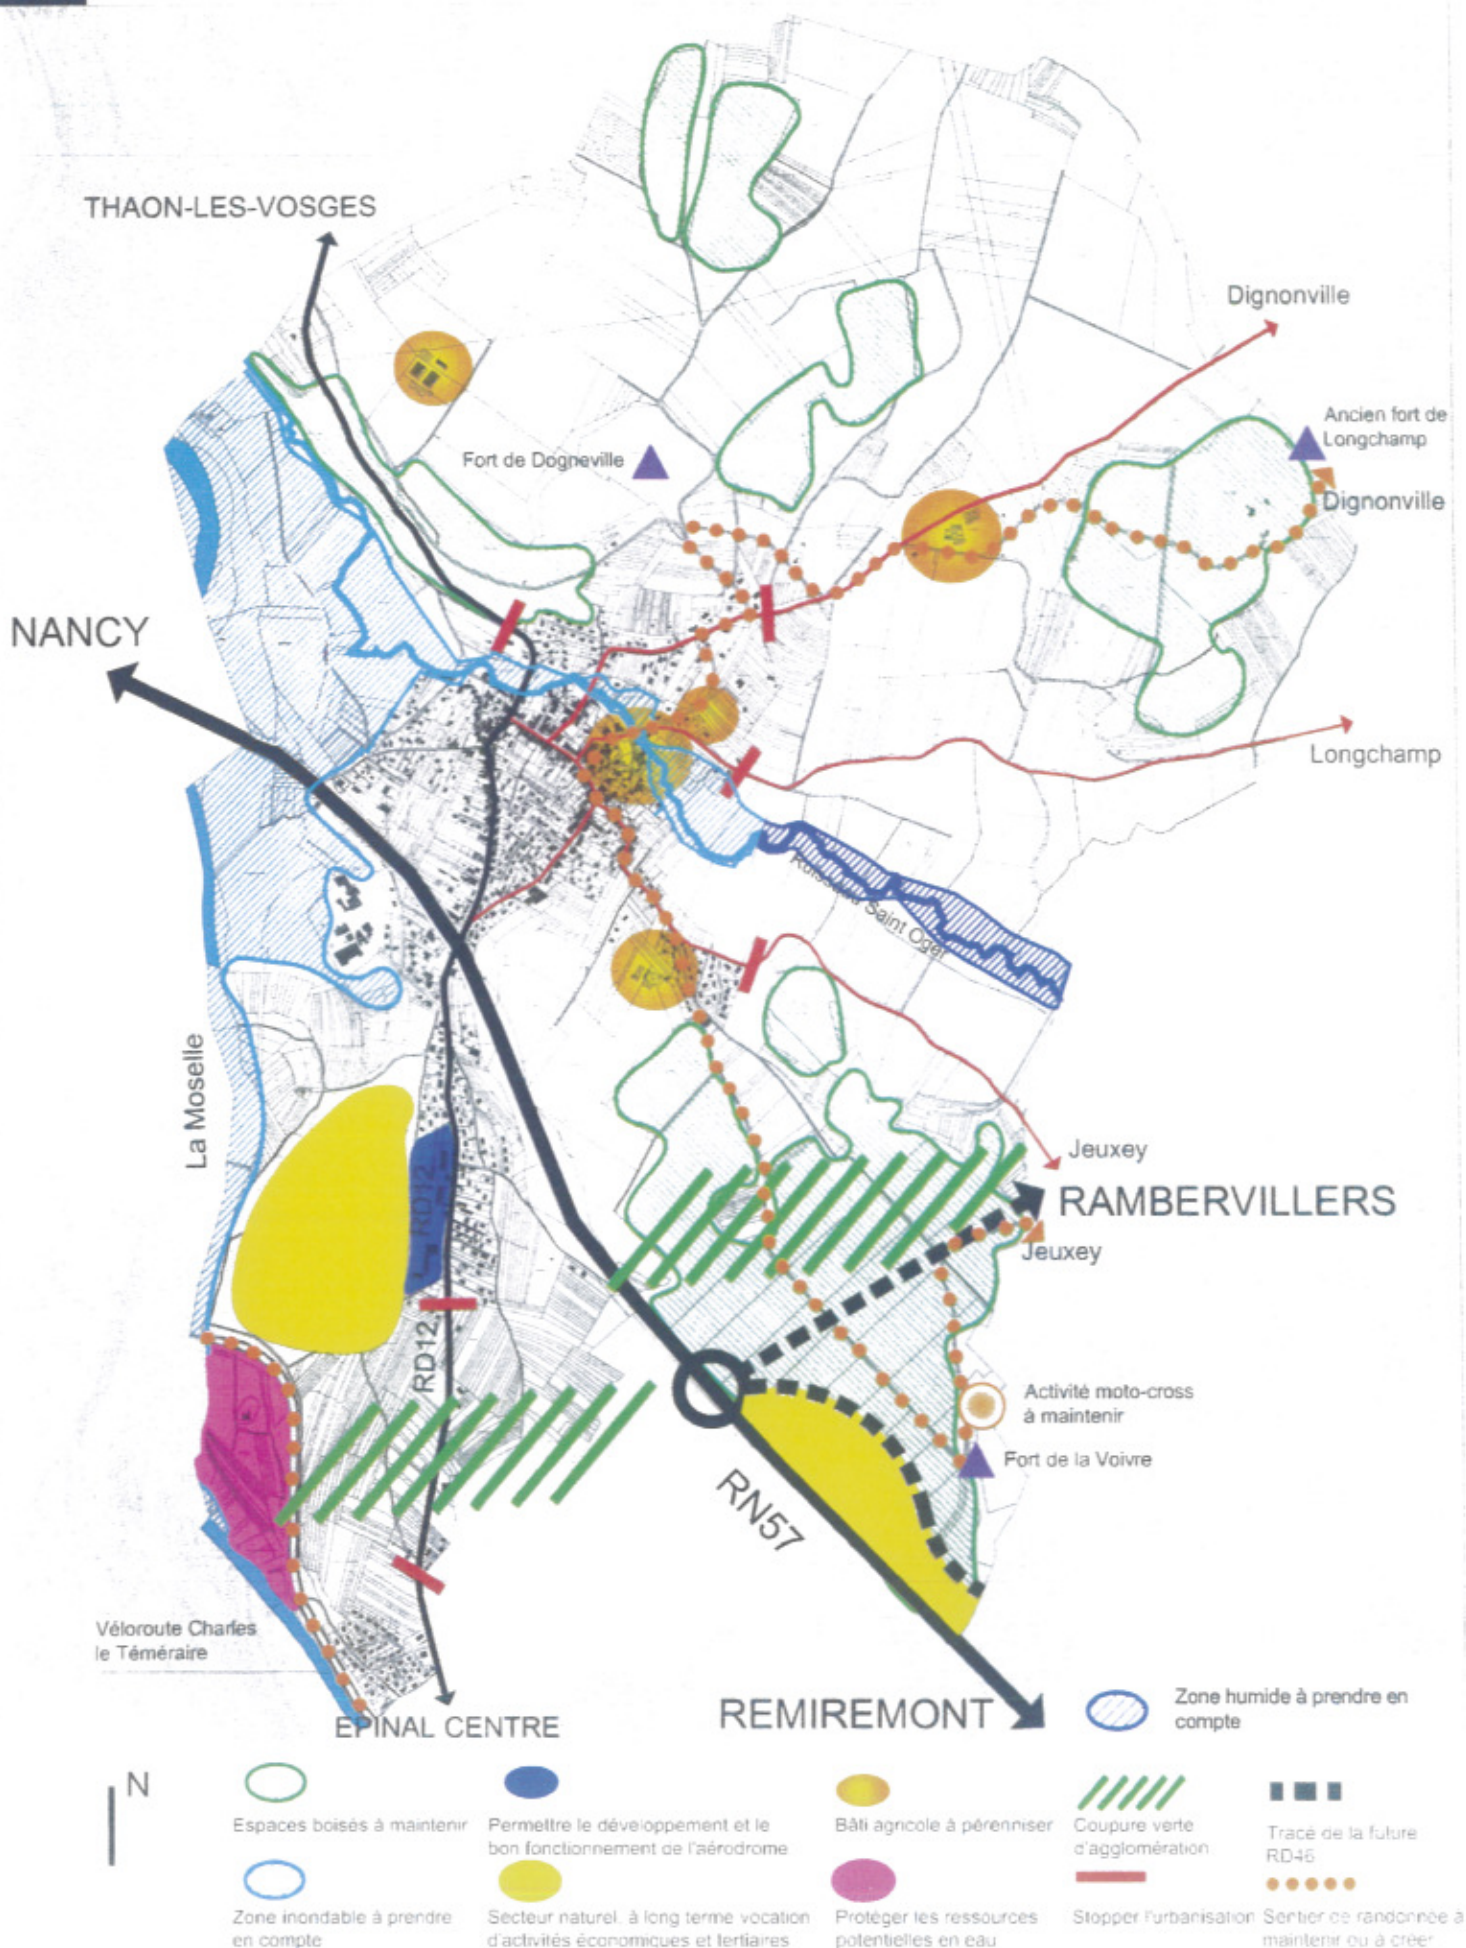 THAON-LES-VOSGES
Dignonville
Ancien fort de
Longchamp
Fort de Dogneville
Dignonville
NANCY
Longchamp
Ruisseau Saint Oger
La Moselle
Jeuxey
RAMBERVILLERS
Jeuxey
RD12
RD12
Activité moto-cross
à maintenir
Fort de la Voivre
RN57
Véloroute Charles
le Téméraire
EPINAL CENTRE
REMIREMONT
Zone humide à prendre en
compte
N
Espaces boisés à maintenir
Permettre le développement et le
bon fonctionnement de l'aérodrome
Bâti agricole à pérenniser
Coupure verte
d'agglomération
Tracé de la future
RD46
Zone inondable à prendre
en compte
Secteur naturel, à long terme vocation
d'activités économiques et tertiaires
Protéger les ressources
potentielles en eau
Stopper l'urbanisation
Sentier de randonnée à
maintenir ou à créer